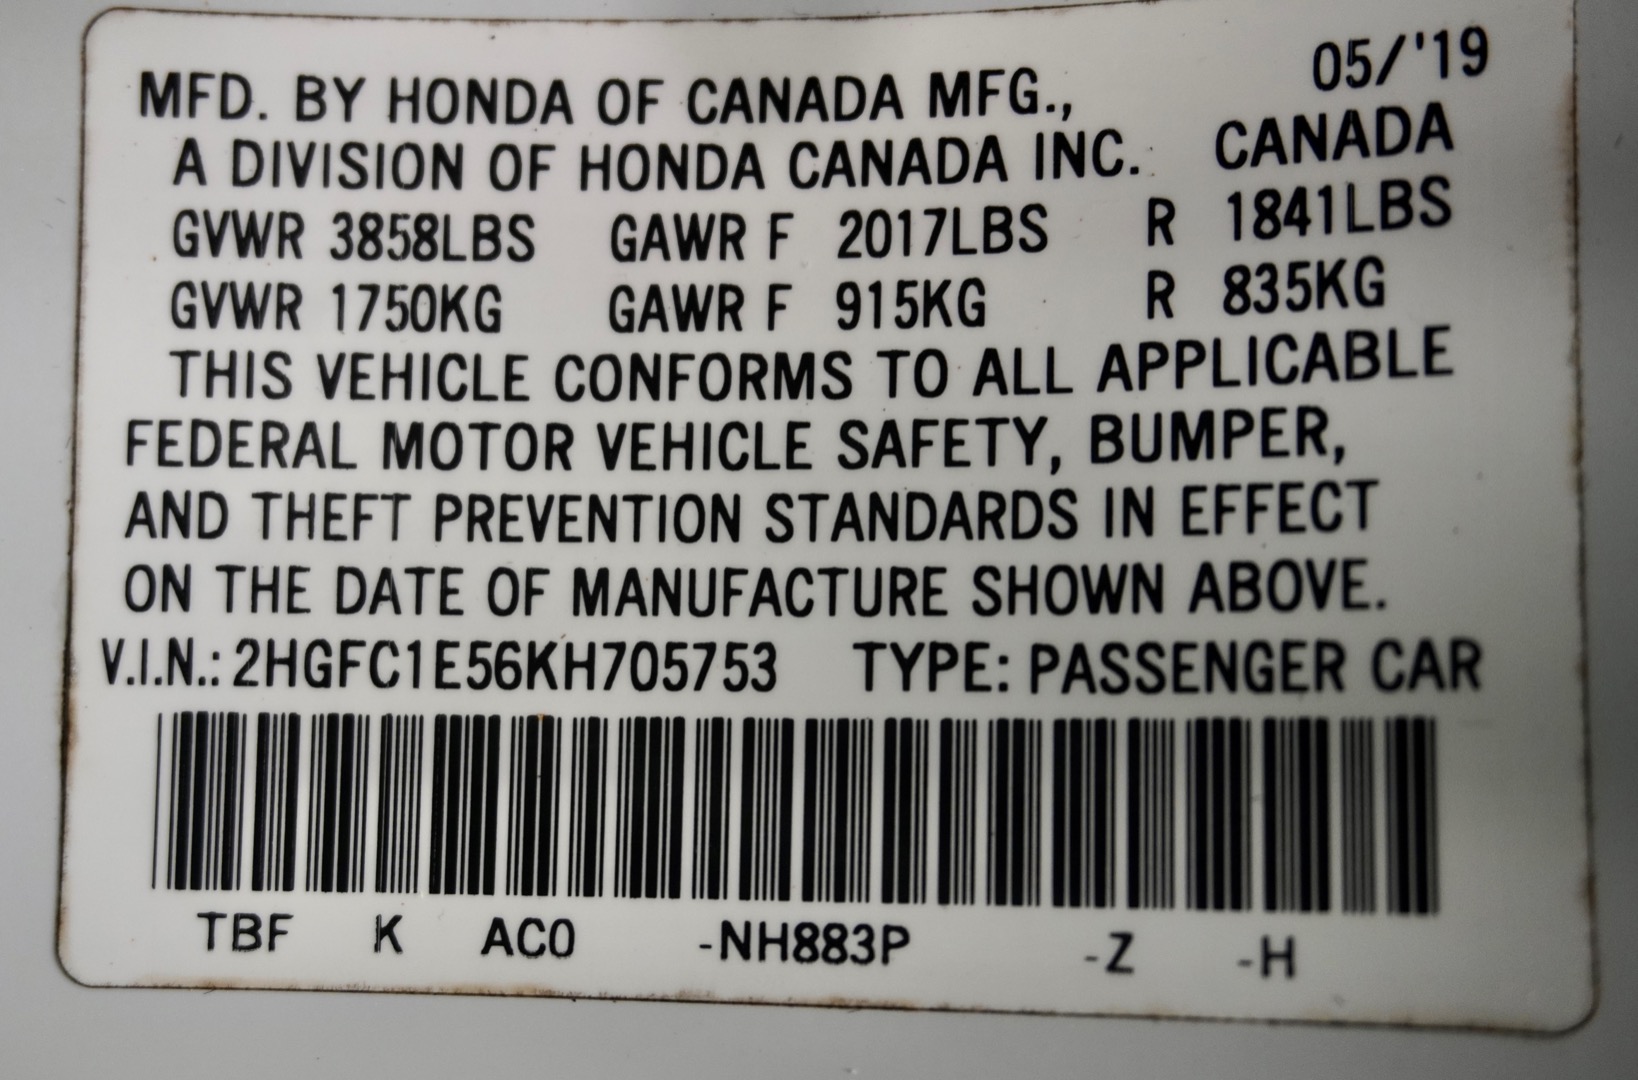 05/'19
MFD. BY HONDA OF CANADA MFG.,
A DIVISION OF HONDA CANADA INC. CANADA
GVWR 3858LBS GAWR F 2017LBS R 1841LBS
GVWR 1750KG GAWR F 915KG R 835KG
THIS VEHICLE CONFORMS TO ALL APPLICABLE
FEDERAL MOTOR VEHICLE SAFETY, BUMPER,
AND THEFT PREVENTION STANDARDS IN EFFECT
ON THE DATE OF MANUFACTURE SHOWN ABOVE.
V.I.N.: 2HGFC1E56KH705753 TYPE: PASSENGER CAR
TBF K AC0 -NH883P -Z -H